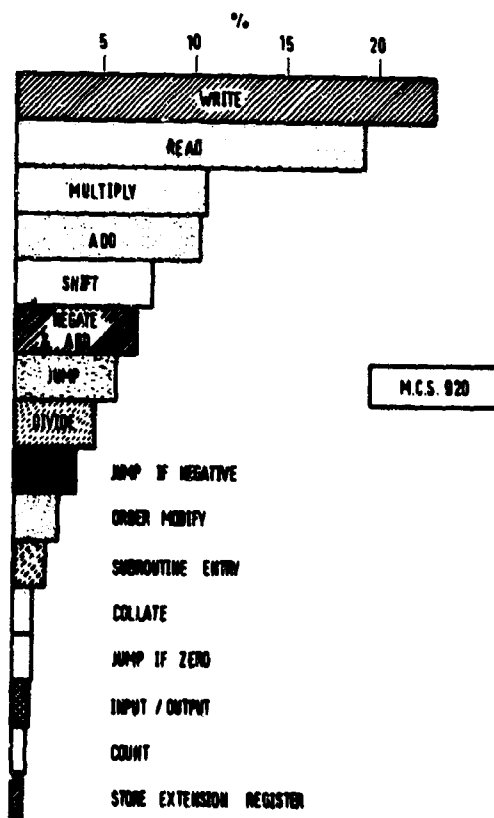 %
5 10 15 20
WRITE
READ
MULTIPLY
ADD
SHIFT
NEGATE
& ADD
JUMP
M.C.S. 920
DIVIDE
JUMP IF NEGATIVE
ORDER MODIFY
SUBROUTINE ENTRY
COLLATE
JUMP IF ZERO
INPUT / OUTPUT
COUNT
STORE EXTENSION REGISTER